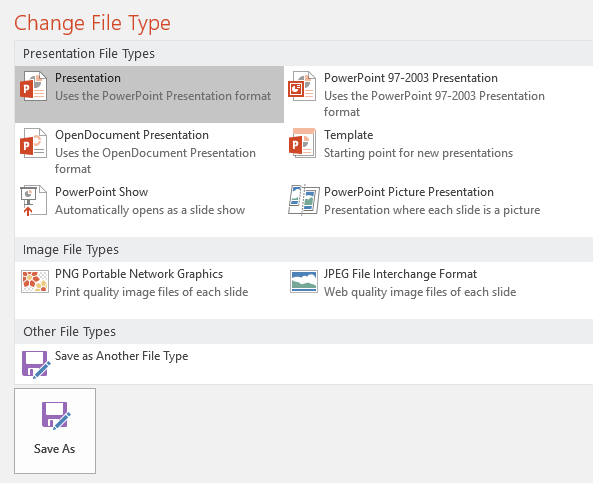 Change File Type
Presentation File Types
Presentation
Uses the PowerPoint Presentation format
PowerPoint 97-2003 Presentation
Uses the PowerPoint 97-2003 Presentation
format
OpenDocument Presentation
Uses the OpenDocument Presentation
format
Template
Starting point for new presentations
PowerPoint Show
Automatically opens as a slide show
PowerPoint Picture Presentation
Presentation where each slide is a picture
Image File Types
PNG Portable Network Graphics
Print quality image files of each slide
JPEG File Interchange Format
Web quality image files of each slide
Other File Types
Save as Another File Type
Save As